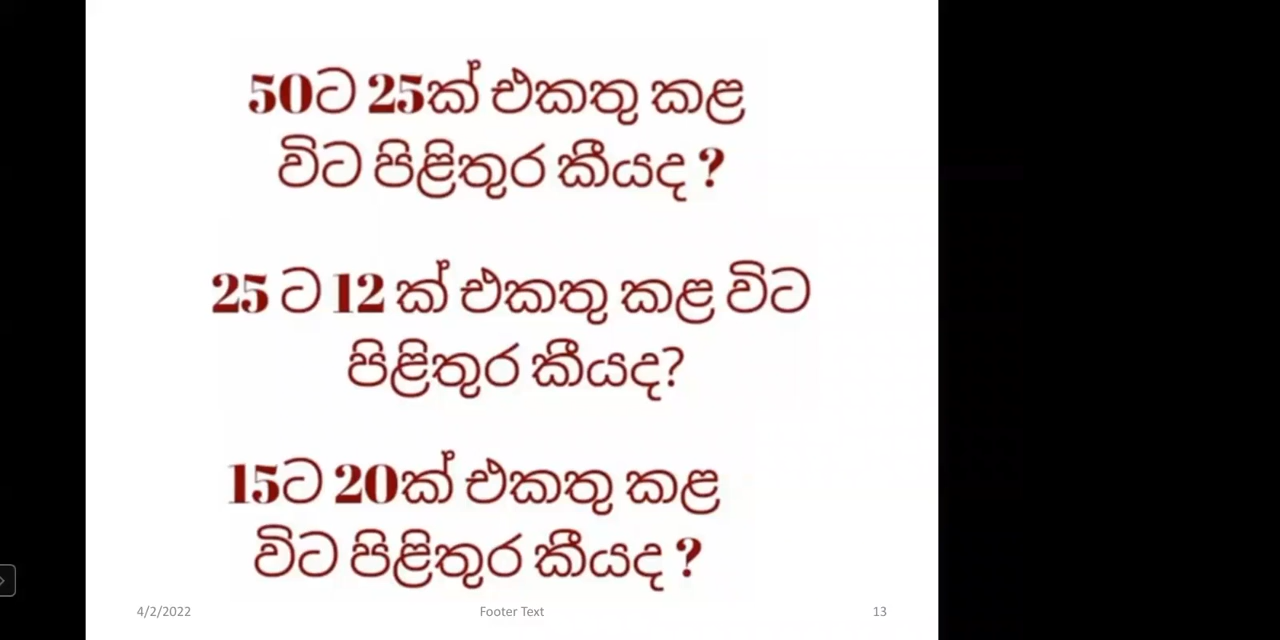 50ට 25ක් එකතු කළ
විට පිළිතුර කීයද ?
25 ට 12 ක් එකතු කළ විට
පිළිතුර කීයද?
15ට 20ක් එකතු කළ
විට පිළිතුර කීයද ?
4/2/2022 Footer Text 13